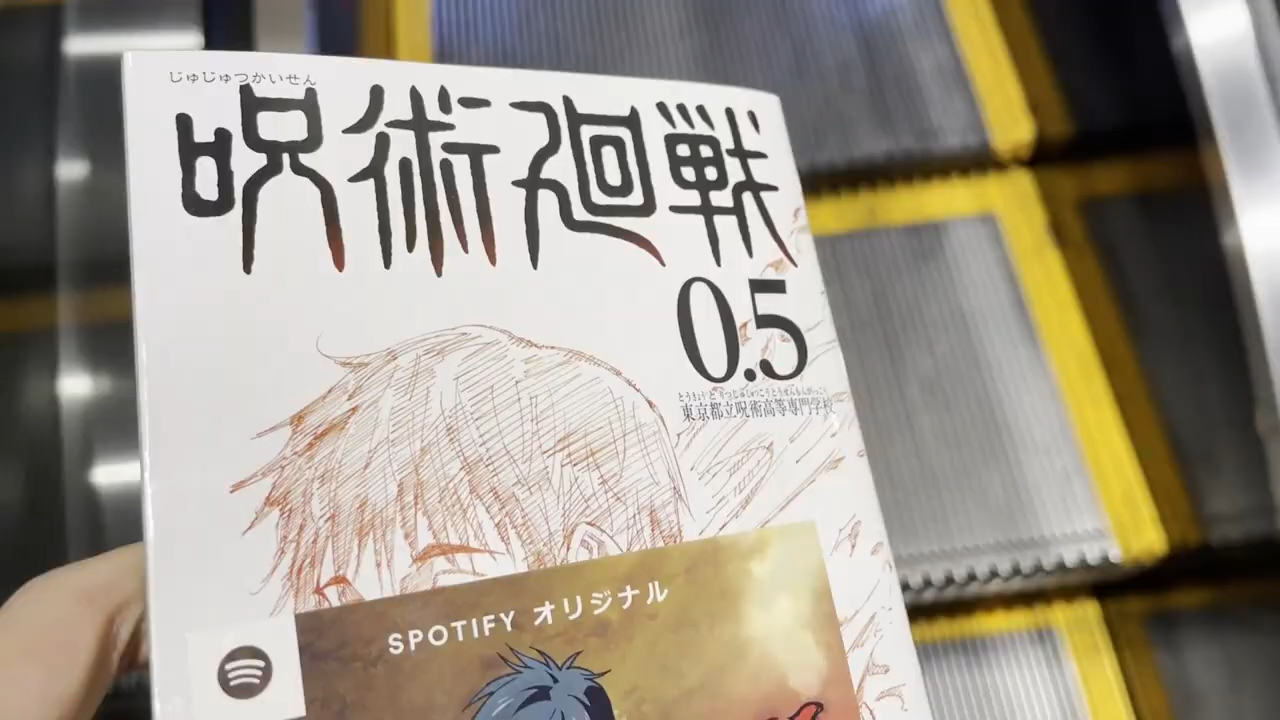 じゅじゅつかいせん
呪術廻戦
0.5
とうきょうとりつじゅじゅつこうとうせんもんがっこう
東京都立呪術高等専門学校
SPOTIFY オリジナル